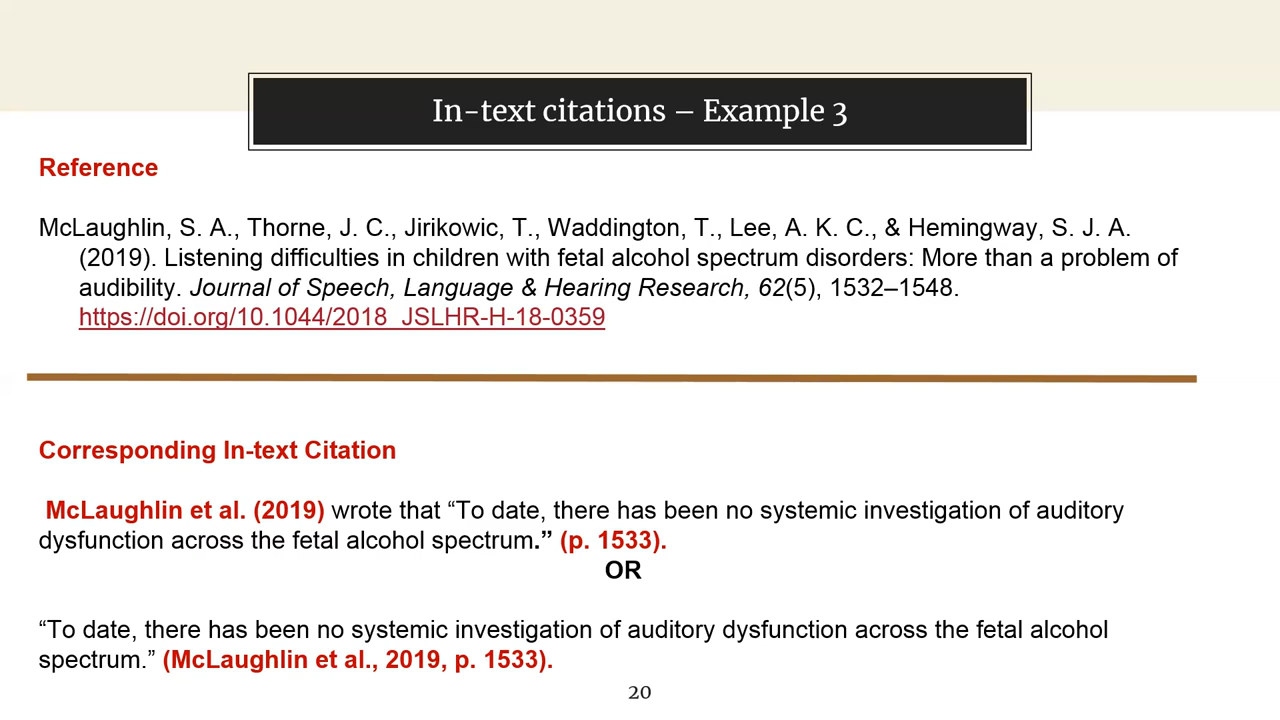 In-text citations – Example 3
Reference
McLaughlin, S. A., Thorne, J. C., Jirikowic, T., Waddington, T., Lee, A. K. C., & Hemingway, S. J. A.
(2019). Listening difficulties in children with fetal alcohol spectrum disorders: More than a problem of
audibility. Journal of Speech, Language & Hearing Research, 62(5), 1532–1548.
https://doi.org/10.1044/2018_JSLHR-H-18-0359
Corresponding In-text Citation
McLaughlin et al. (2019) wrote that “To date, there has been no systemic investigation of auditory
dysfunction across the fetal alcohol spectrum.” (p. 1533).
OR
“To date, there has been no systemic investigation of auditory dysfunction across the fetal alcohol
spectrum.” (McLaughlin et al., 2019, p. 1533).
20